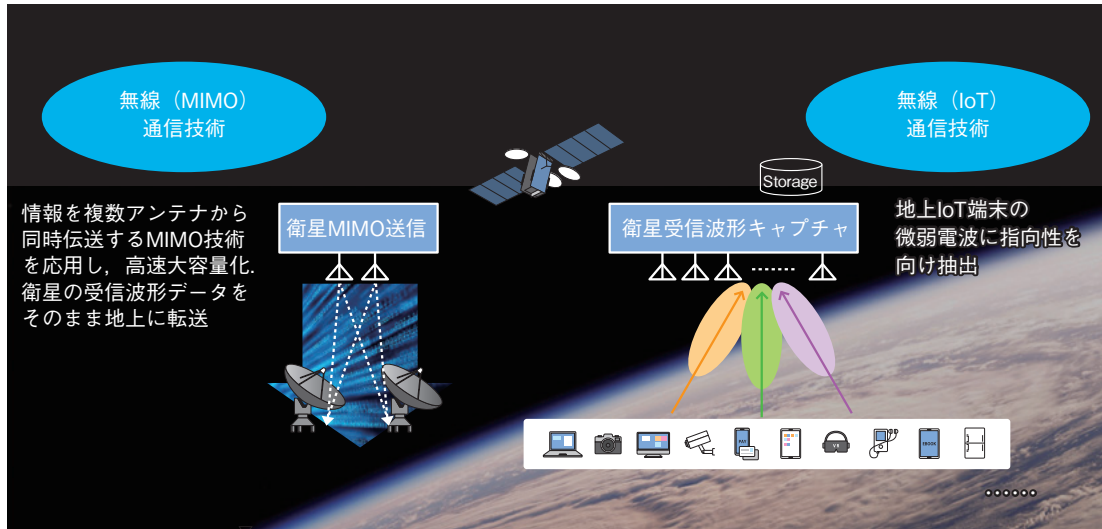 無線（MIMO）
通信技術
無線（IoT）
通信技術
Storage
情報を複数アンテナから
同時伝送するMIMO技術
を応用し，高速大容量化.
衛星の受信波形データを
そのまま地上に転送
衛星MIMO送信
衛星受信波形キャプチャ
地上IoT端末の
微弱電波に指向性を
向け抽出
PAY
VR
EBOOK